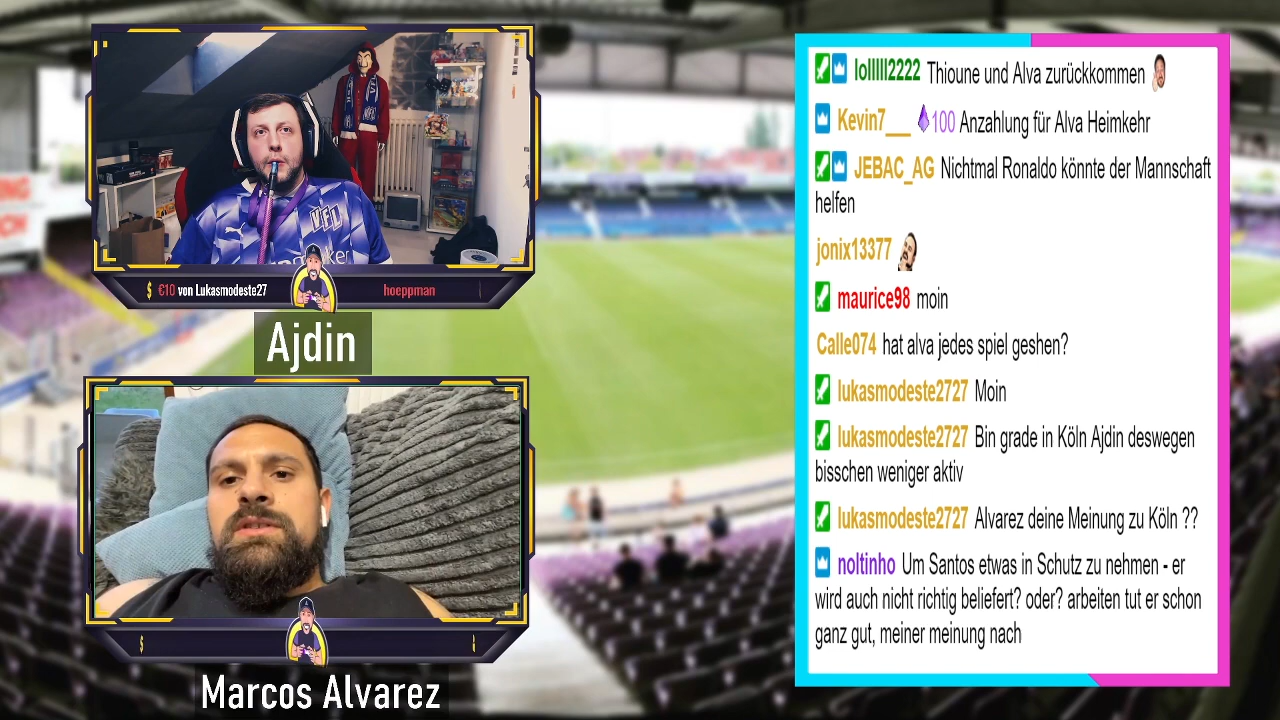 VFL
$ €10 von Lukasmodeste27
hoeppman
Ajdin
$
Marcos Alvarez
lolllll2222 Thioune und Alva zurückkommen
Kevin7___ 100 Anzahlung für Alva Heimkehr
JEBAC_AG Nichtmal Ronaldo könnte der Mannschaft
helfen
jonix13377
maurice98 moin
Calle074 hat alva jedes spiel geshen?
lukasmodeste2727 Moin
lukasmodeste2727 Bin grade in Köln Ajdin deswegen
bisschen weniger aktiv
lukasmodeste2727 Alvarez deine Meinung zu Köln ??
noltinho Um Santos etwas in Schutz zu nehmen - er
wird auch nicht richtig beliefert? oder? arbeiten tut er schon
ganz gut, meiner meinung nach